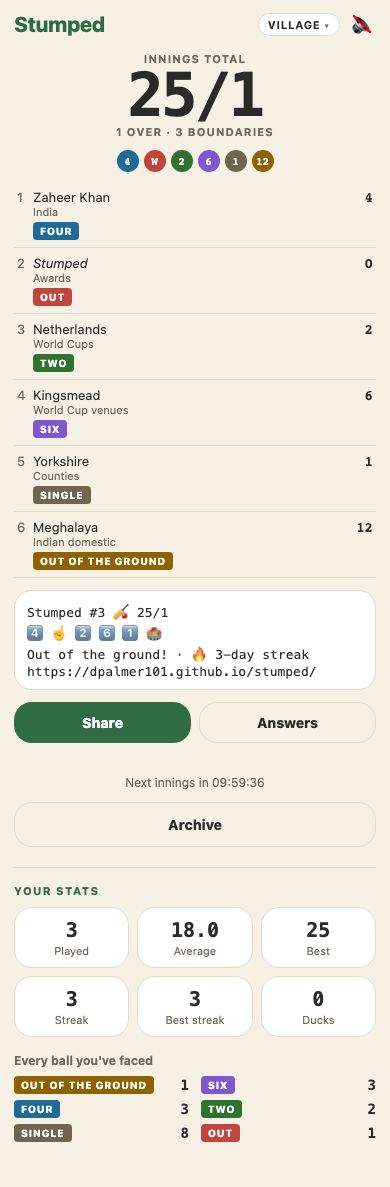 Stumped
VILLAGE ▾
INNINGS TOTAL
25/1
1 OVER · 3 BOUNDARIES
4 W 2 6 1 12
1 Zaheer Khan 4
India
FOUR
2 Stumped 0
Awards
OUT
3 Netherlands 2
World Cups
TWO
4 Kingsmead 6
World Cup venues
SIX
5 Yorkshire 1
Counties
SINGLE
6 Meghalaya 12
Indian domestic
OUT OF THE GROUND
Stumped #3 🏏 25/1
4️⃣ ☝️ 2️⃣ 6️⃣ 1️⃣ 🏟️
Out of the ground! · 🔥 3-day streak
https://dpalmer101.github.io/stumped/
Share Answers
Next innings in 09:59:36
Archive
YOUR STATS
3 18.0 25
Played Average Best
3 3 0
Streak Best streak Ducks
Every ball you've faced
OUT OF THE GROUND 1 SIX 3
FOUR 3 TWO 2
SINGLE 8 OUT 1